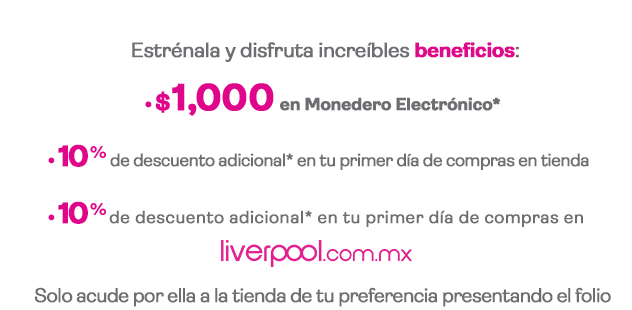 Estrénala y disfruta increíbles beneficios:
• $1,000 en Monedero Electrónico*
• 10% de descuento adicional* en tu primer día de compras en tienda
• 10% de descuento adicional* en tu primer día de compras en
liverpool.com.mx
Solo acude por ella a la tienda de tu preferencia presentando el folio